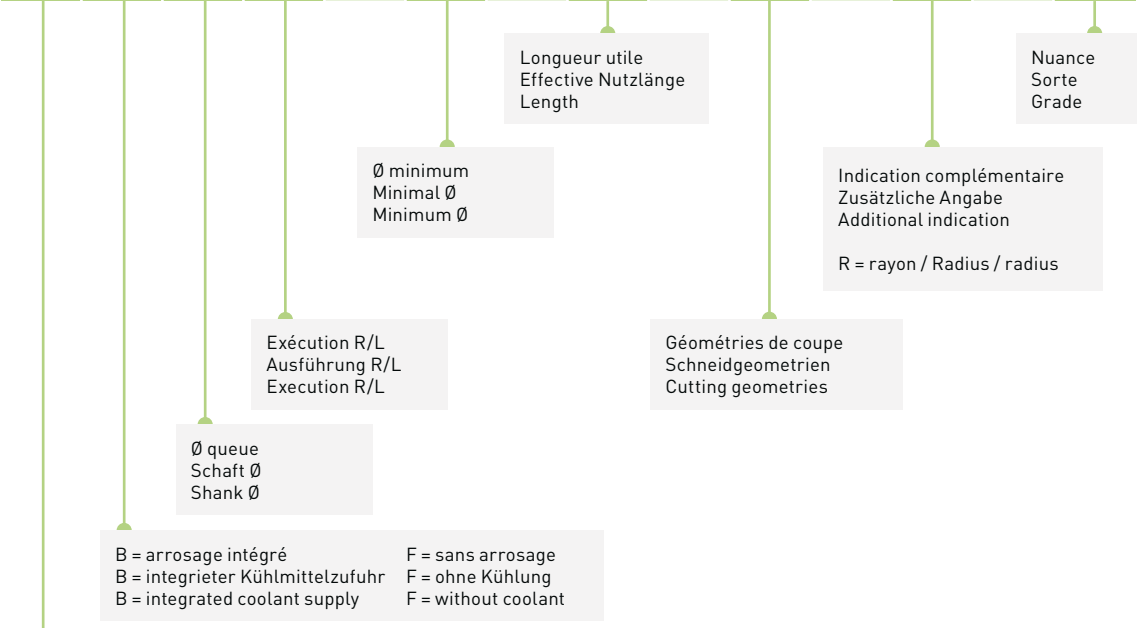 Longueur utile
Effective Nutzlänge
Length
Nuance
Sorte
Grade
Ø minimum
Minimal Ø
Minimum Ø
Indication complémentaire
Zusätzliche Angabe
Additional indication
R = rayon / Radius / radius
Exécution R/L
Ausführung R/L
Execution R/L
Géométries de coupe
Schneidgeometrien
Cutting geometries
Ø queue
Schaft Ø
Shank Ø
B = arrosage intégré
B = integrieter Kühlmittelzufuhr
B = integrated coolant supply
F = sans arrosage
F = ohne Kühlung
F = without coolant